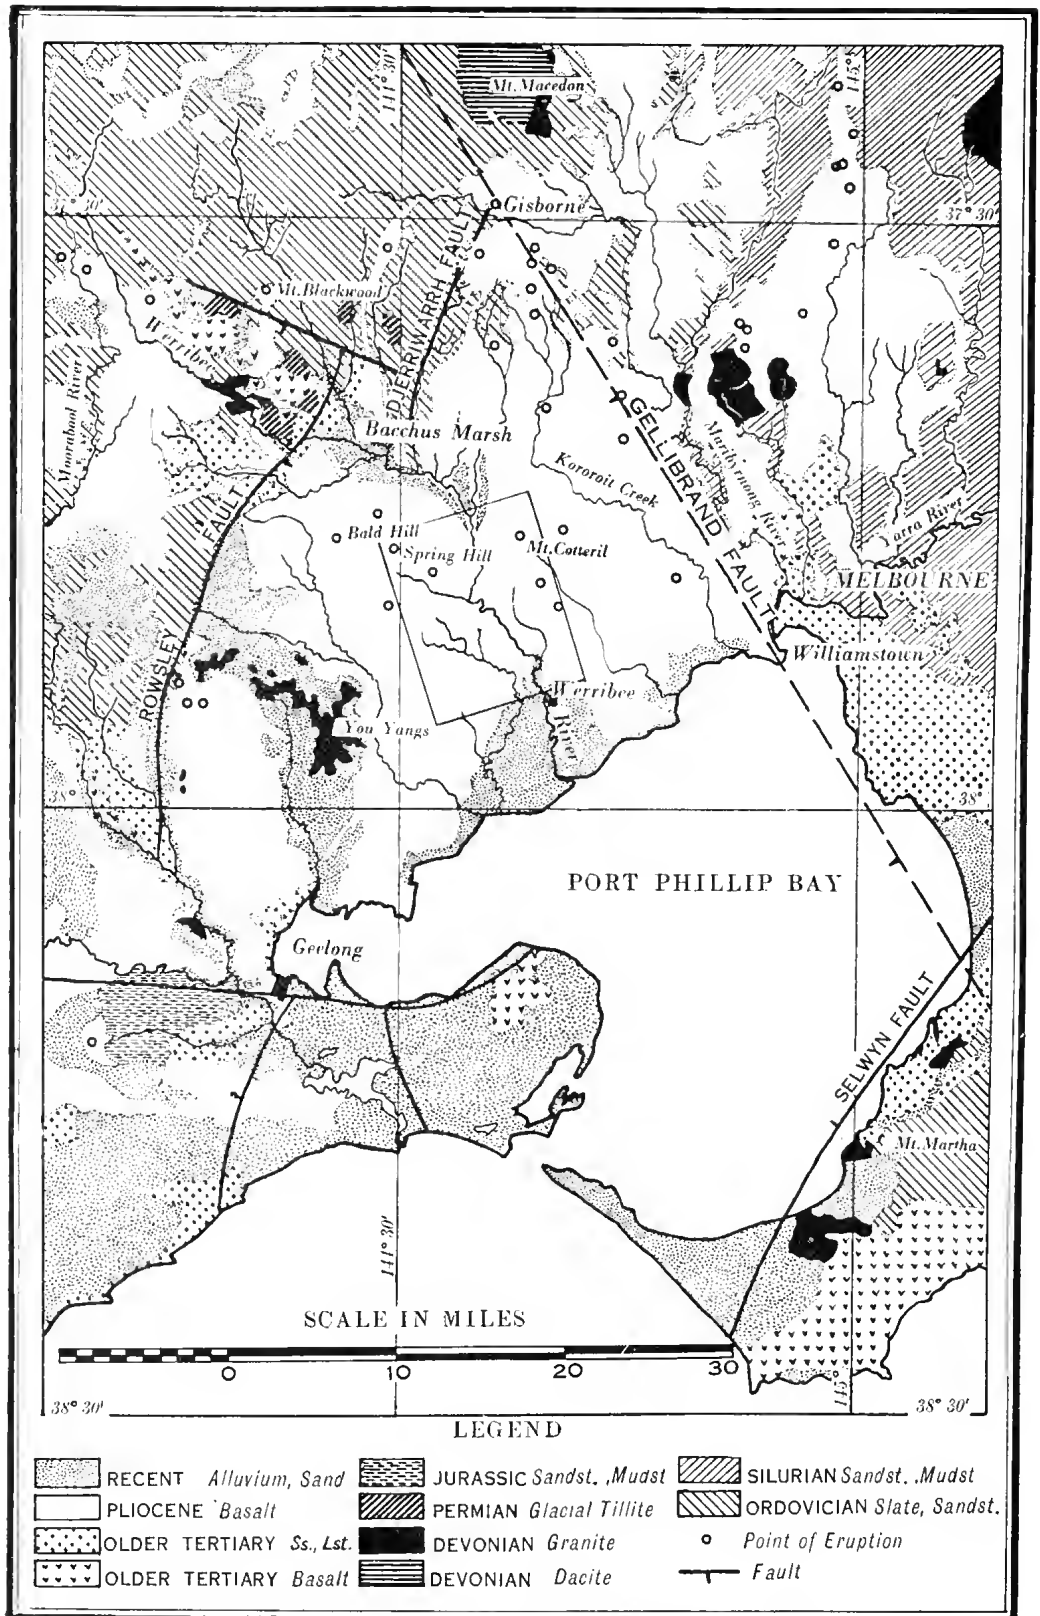 141° 30'
145°
Mt. Macedon
Gisborne
37° 30'
37° 30'
DJERRIWARRH FAULT
Mt. Blackwood
Werribee
Moorabool River
Bacchus Marsh
GELLIBRAND FAULT
Maribyrnong River
Kororoit Creek
Yarra River
ROWSLEY FAULT
Bald Hill
Spring Hill
Mt. Cotteril
MELBOURNE
Williamstown
Werribee
River
You Yangs
38°
38°
PORT PHILLIP BAY
Geelong
SELWYN FAULT
Mt. Martha
141° 30'
145°
SCALE IN MILES
0 10 20 30
38° 30'
38° 30'
LEGEND
RECENT Alluvium, Sand
PLIOCENE Basalt
OLDER TERTIARY Ss., Lst.
OLDER TERTIARY Basalt
JURASSIC Sandst., Mudst
PERMIAN Glacial Tillite
DEVONIAN Granite
DEVONIAN Dacite
SILURIAN Sandst., Mudst
ORDOVICIAN Slate, Sandst.
Point of Eruption
Fault